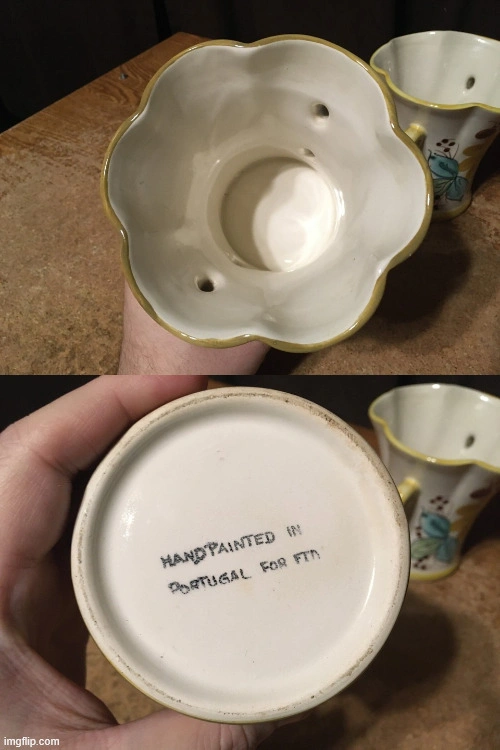 HANDPAINTED IN
PORTUGAL FOR FTD
imgflip.com